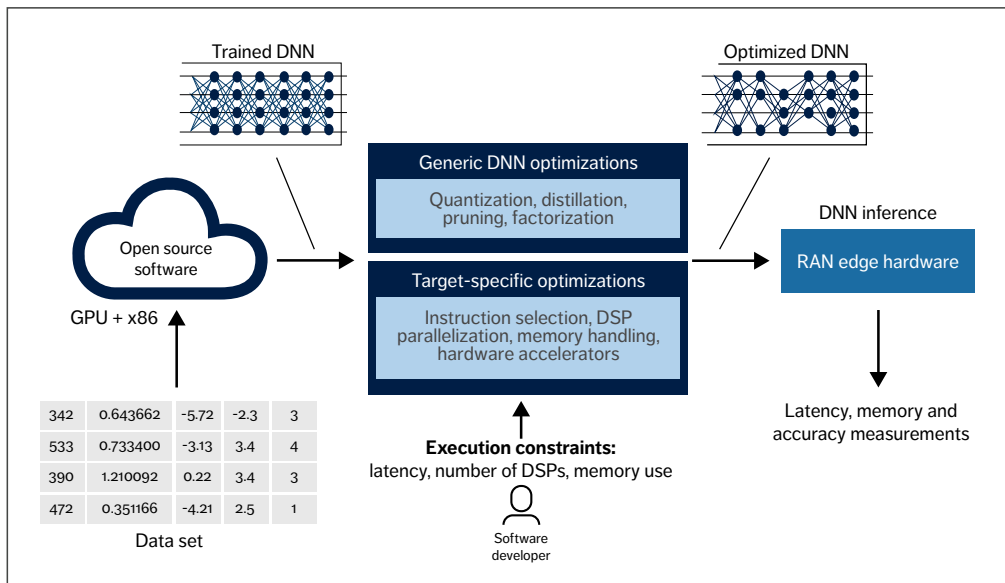 Trained DNN
Optimized DNN
Generic DNN optimizations
Quantization, distillation,
pruning, factorization
Open source
software
GPU + x86
Target-specific optimizations
Instruction selection, DSP
parallelization, memory handling,
hardware accelerators
DNN inference
RAN edge hardware
342 0.643662 -5.72 -2.3 3
533 0.733400 -3.13 3.4 4
390 1.210092 0.22 3.4 3
472 0.351166 -4.21 2.5 1
Data set
Execution constraints:
latency, number of DSPs, memory use
Software
developer
Latency, memory and
accuracy measurements